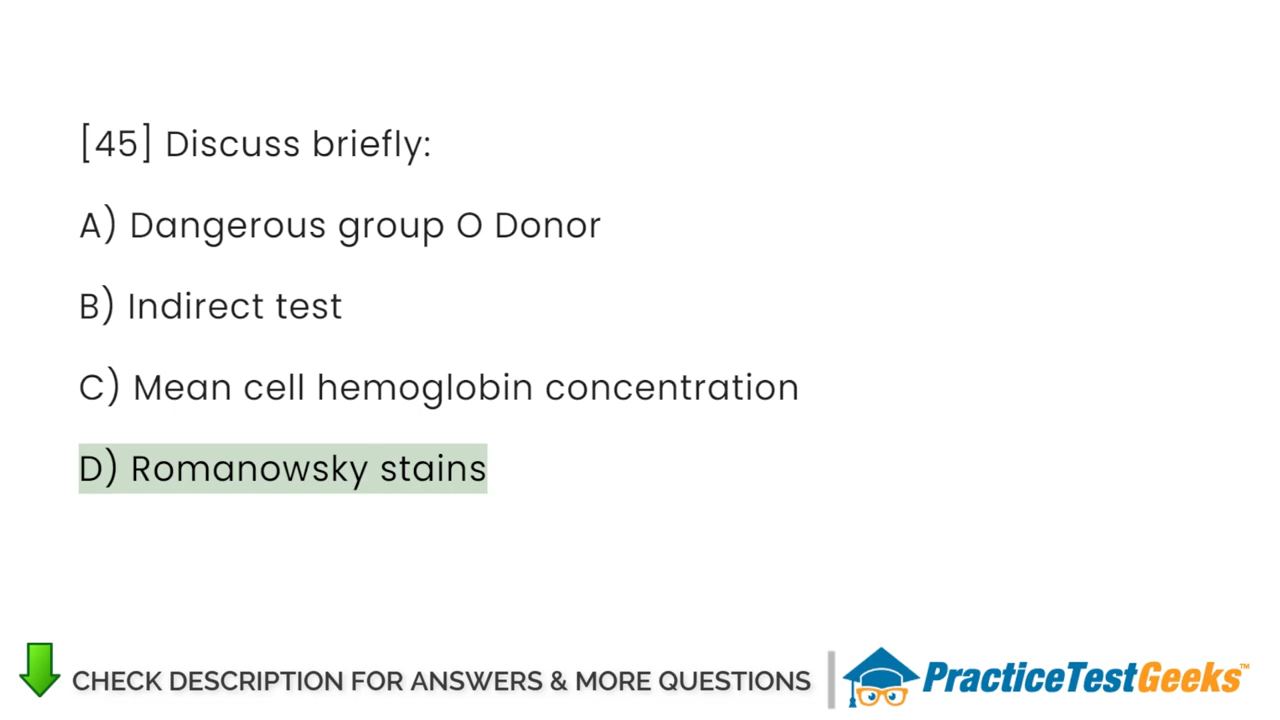 [45] Discuss briefly:
A) Dangerous group O Donor
B) Indirect test
C) Mean cell hemoglobin concentration
D) Romanowsky stains
CHECK DESCRIPTION FOR ANSWERS & MORE QUESTIONS
PracticeTestGeeks™